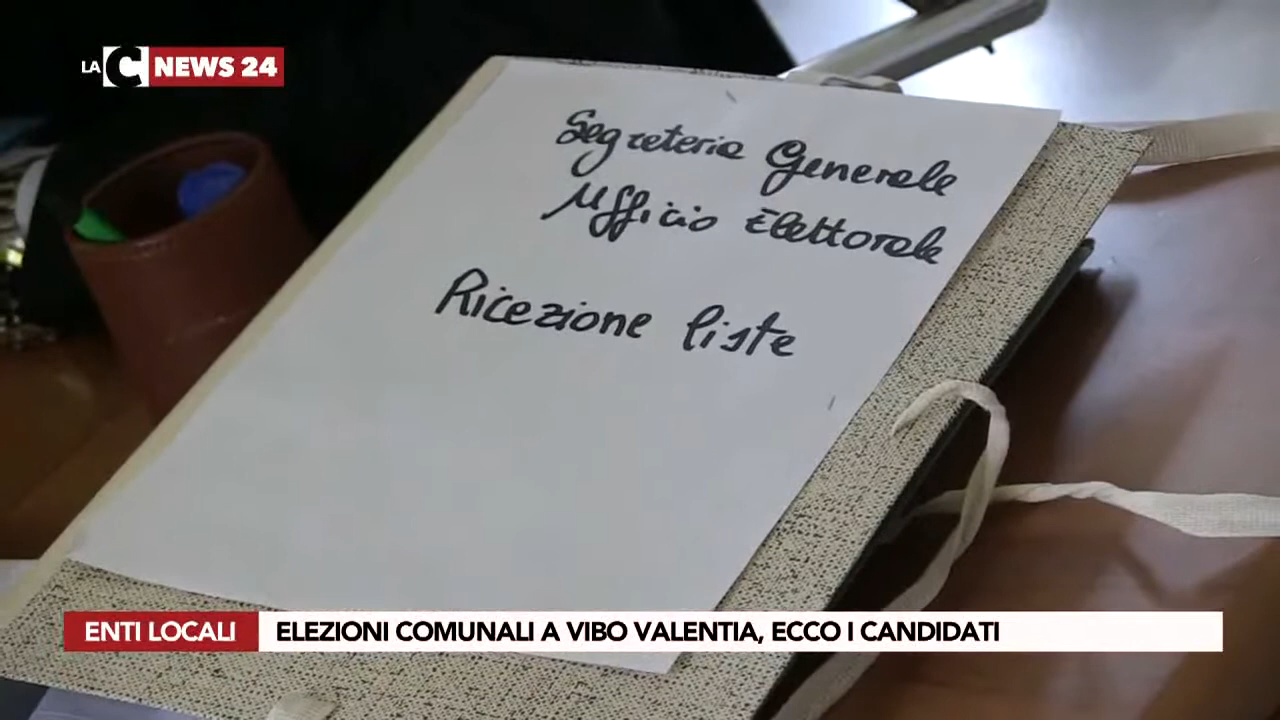 LA C NEWS 24
Segreteria Generale
Ufficio Elettorale
Ricezione liste
ENTI LOCALI ELEZIONI COMUNALI A VIBO VALENTIA, ECCO I CANDIDATI